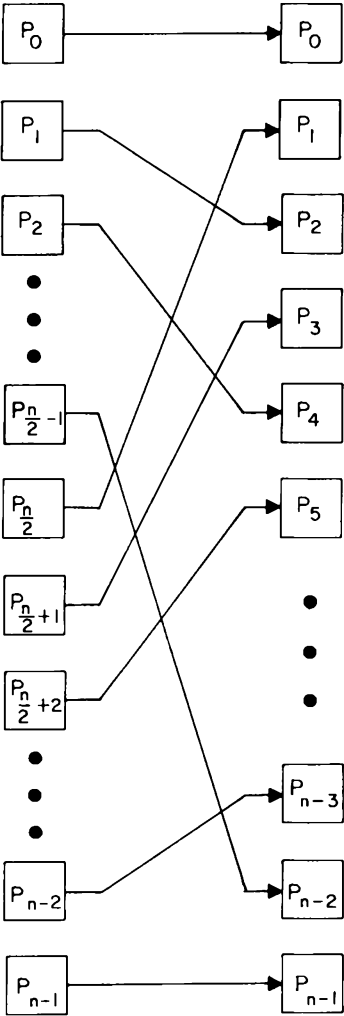 P₀ P₀
P₁ P₁
P₂ P₂
P₃
Pn/2-1 P₄
Pn/2 P₅
Pn/2+1
Pn/2+2
Pn-3
Pn-2 Pn-2
Pn-1 Pn-1